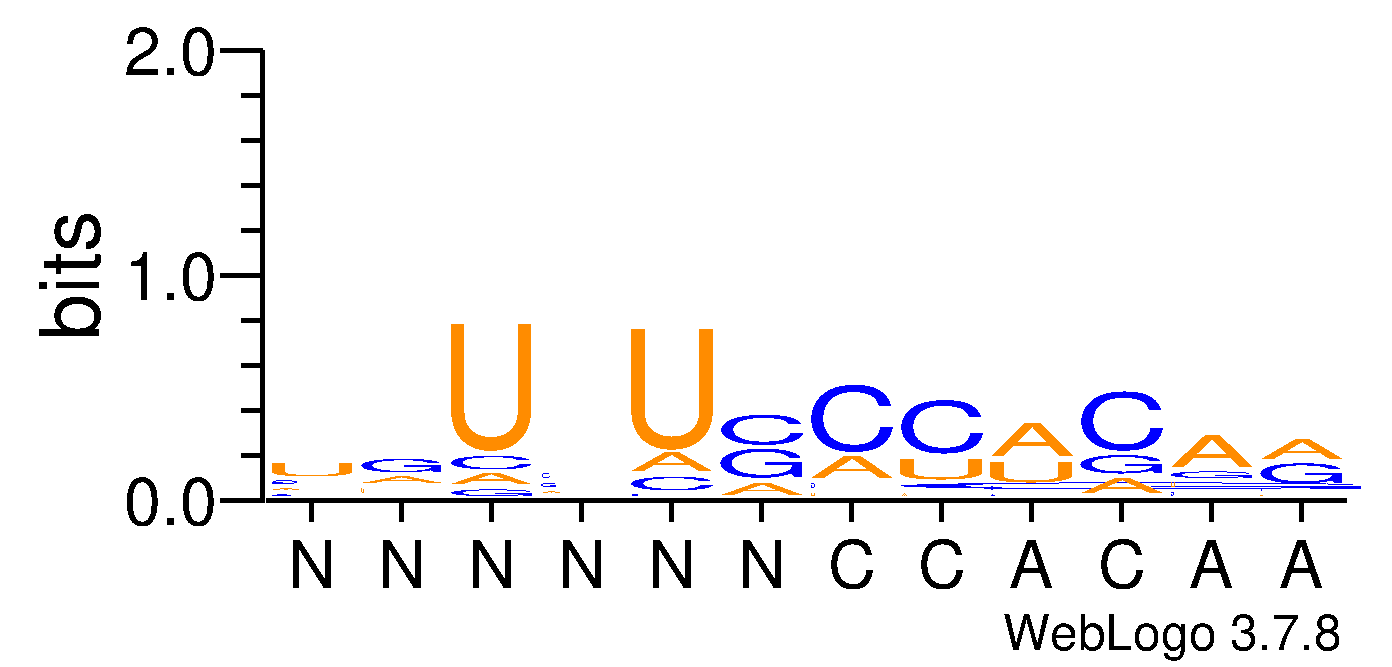 2.0
bits
1.0
0.0
U G U U C C C A C A A
U C A G A U U G G
C A A C A A
N N N N N N C C A C A A
WebLogo 3.7.8